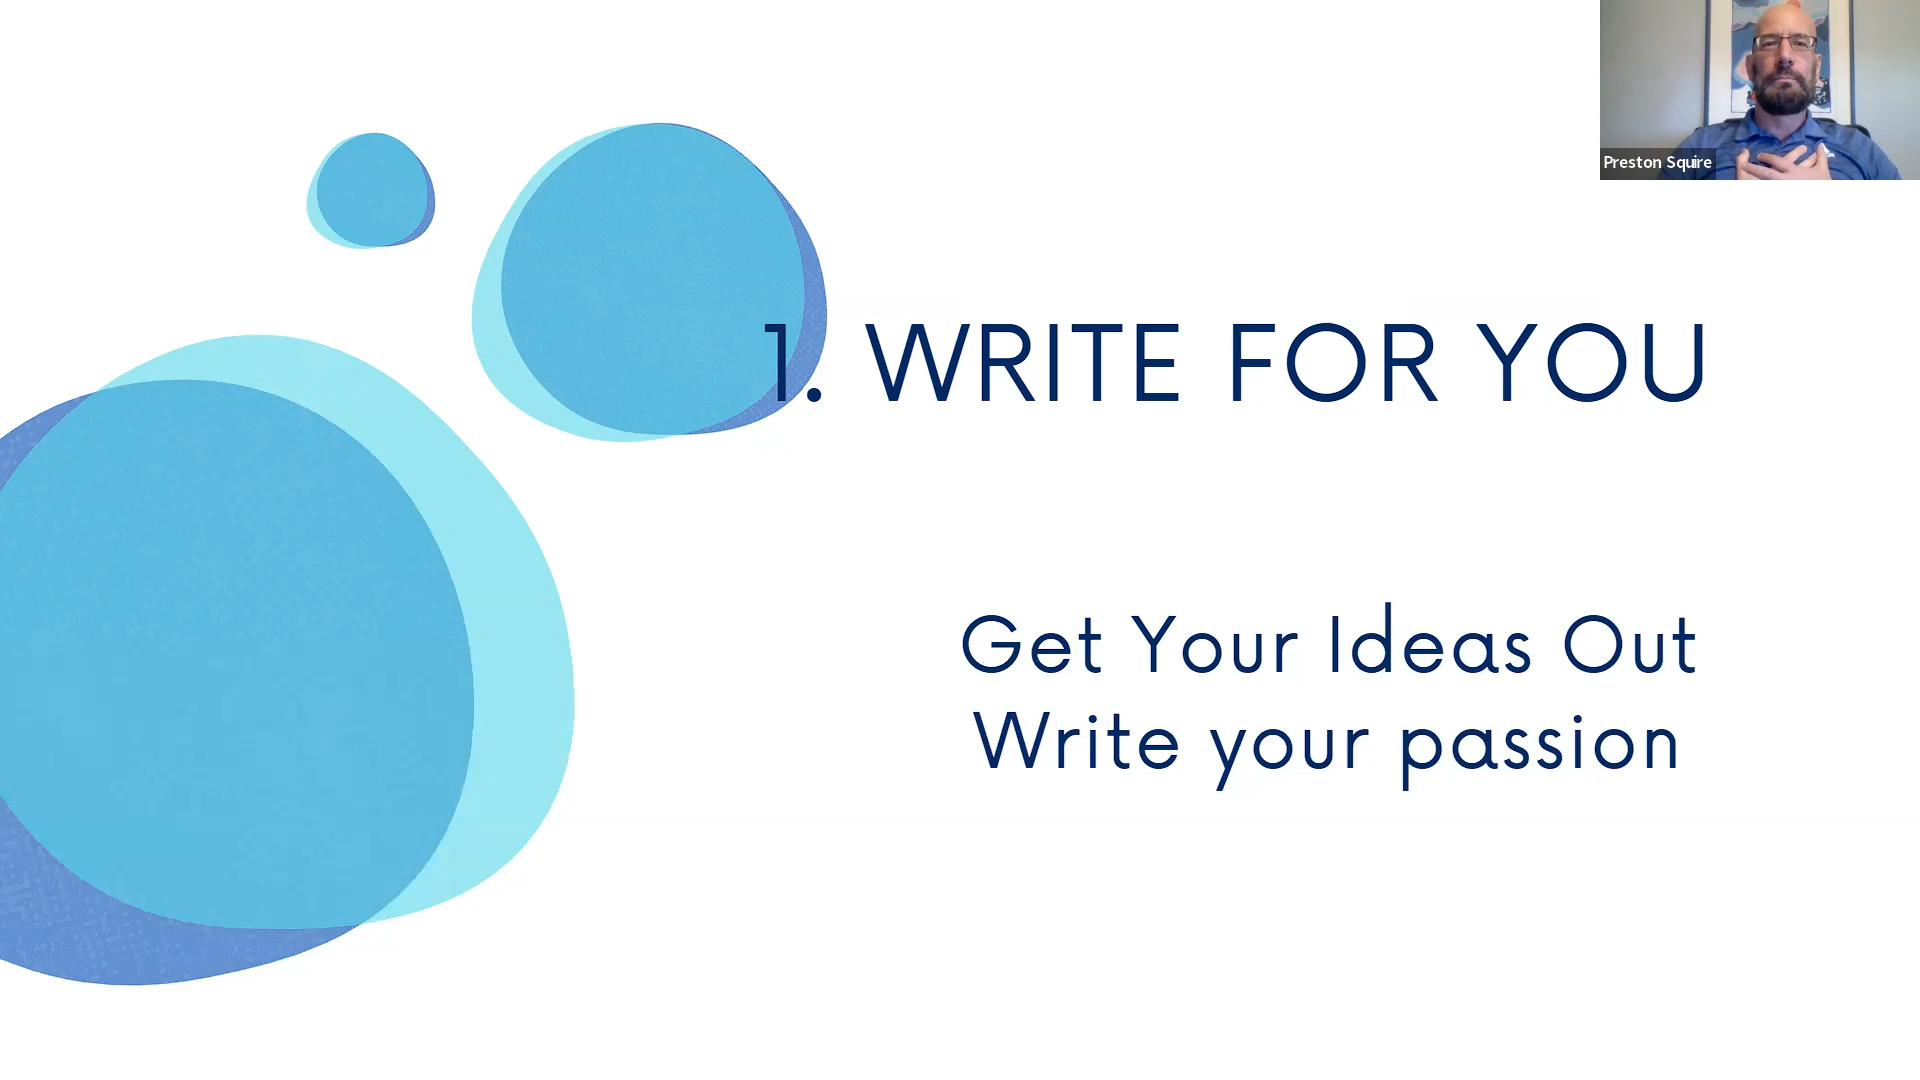 1. WRITE FOR YOU
Get Your Ideas Out
Write your passion
Preston Squire